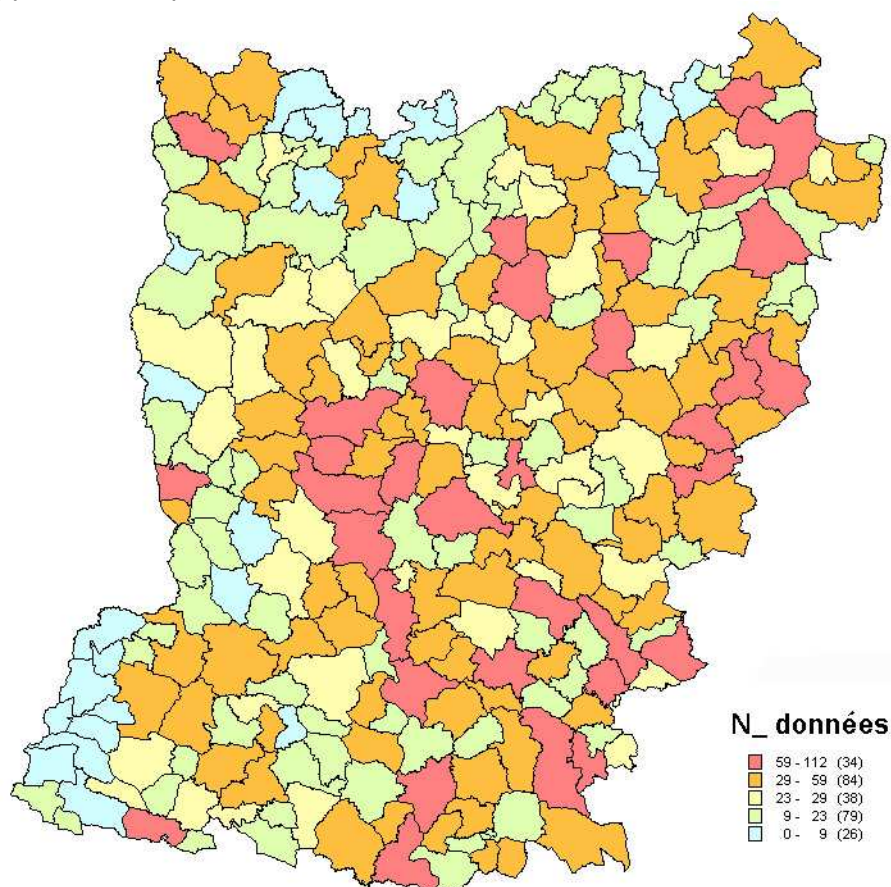 N_ données
59 - 112 (34)
29 - 59 (84)
23 - 29 (38)
9 - 23 (79)
0 - 9 (26)